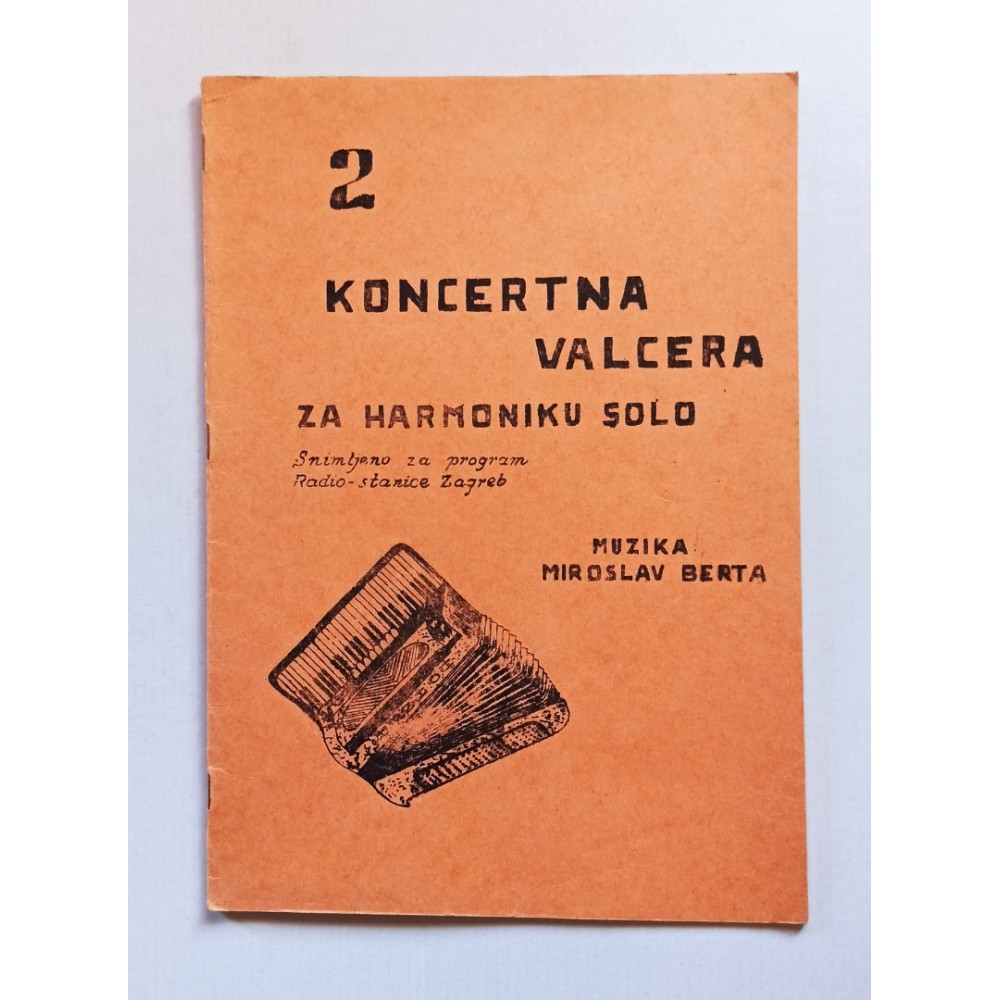 2
KONCERTNA
VALCERA
ZA HARMONIKU SOLO
Snimljeno za program
Radio-stanice Zagreb
MUZIKA
MIROSLAV BERTA